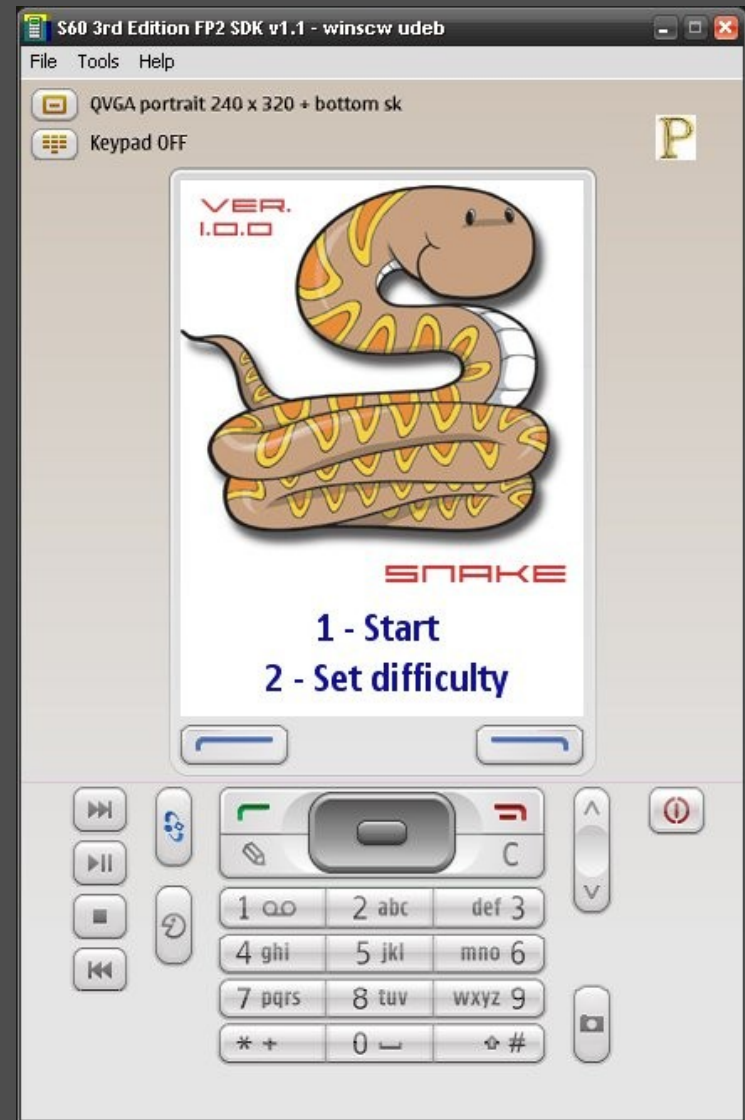 S60 3rd Edition FP2 SDK v1.1 - winscw udeb
File Tools Help
QVGA portrait 240 x 320 + bottom sk
Keypad OFF
P
VER.
1.0.0
SNAKE
1 - Start
2 - Set difficulty
C
1 2 abc def 3
4 ghi 5 jkl mno 6
7 pqrs 8 tuv wxyz 9
* + 0 #